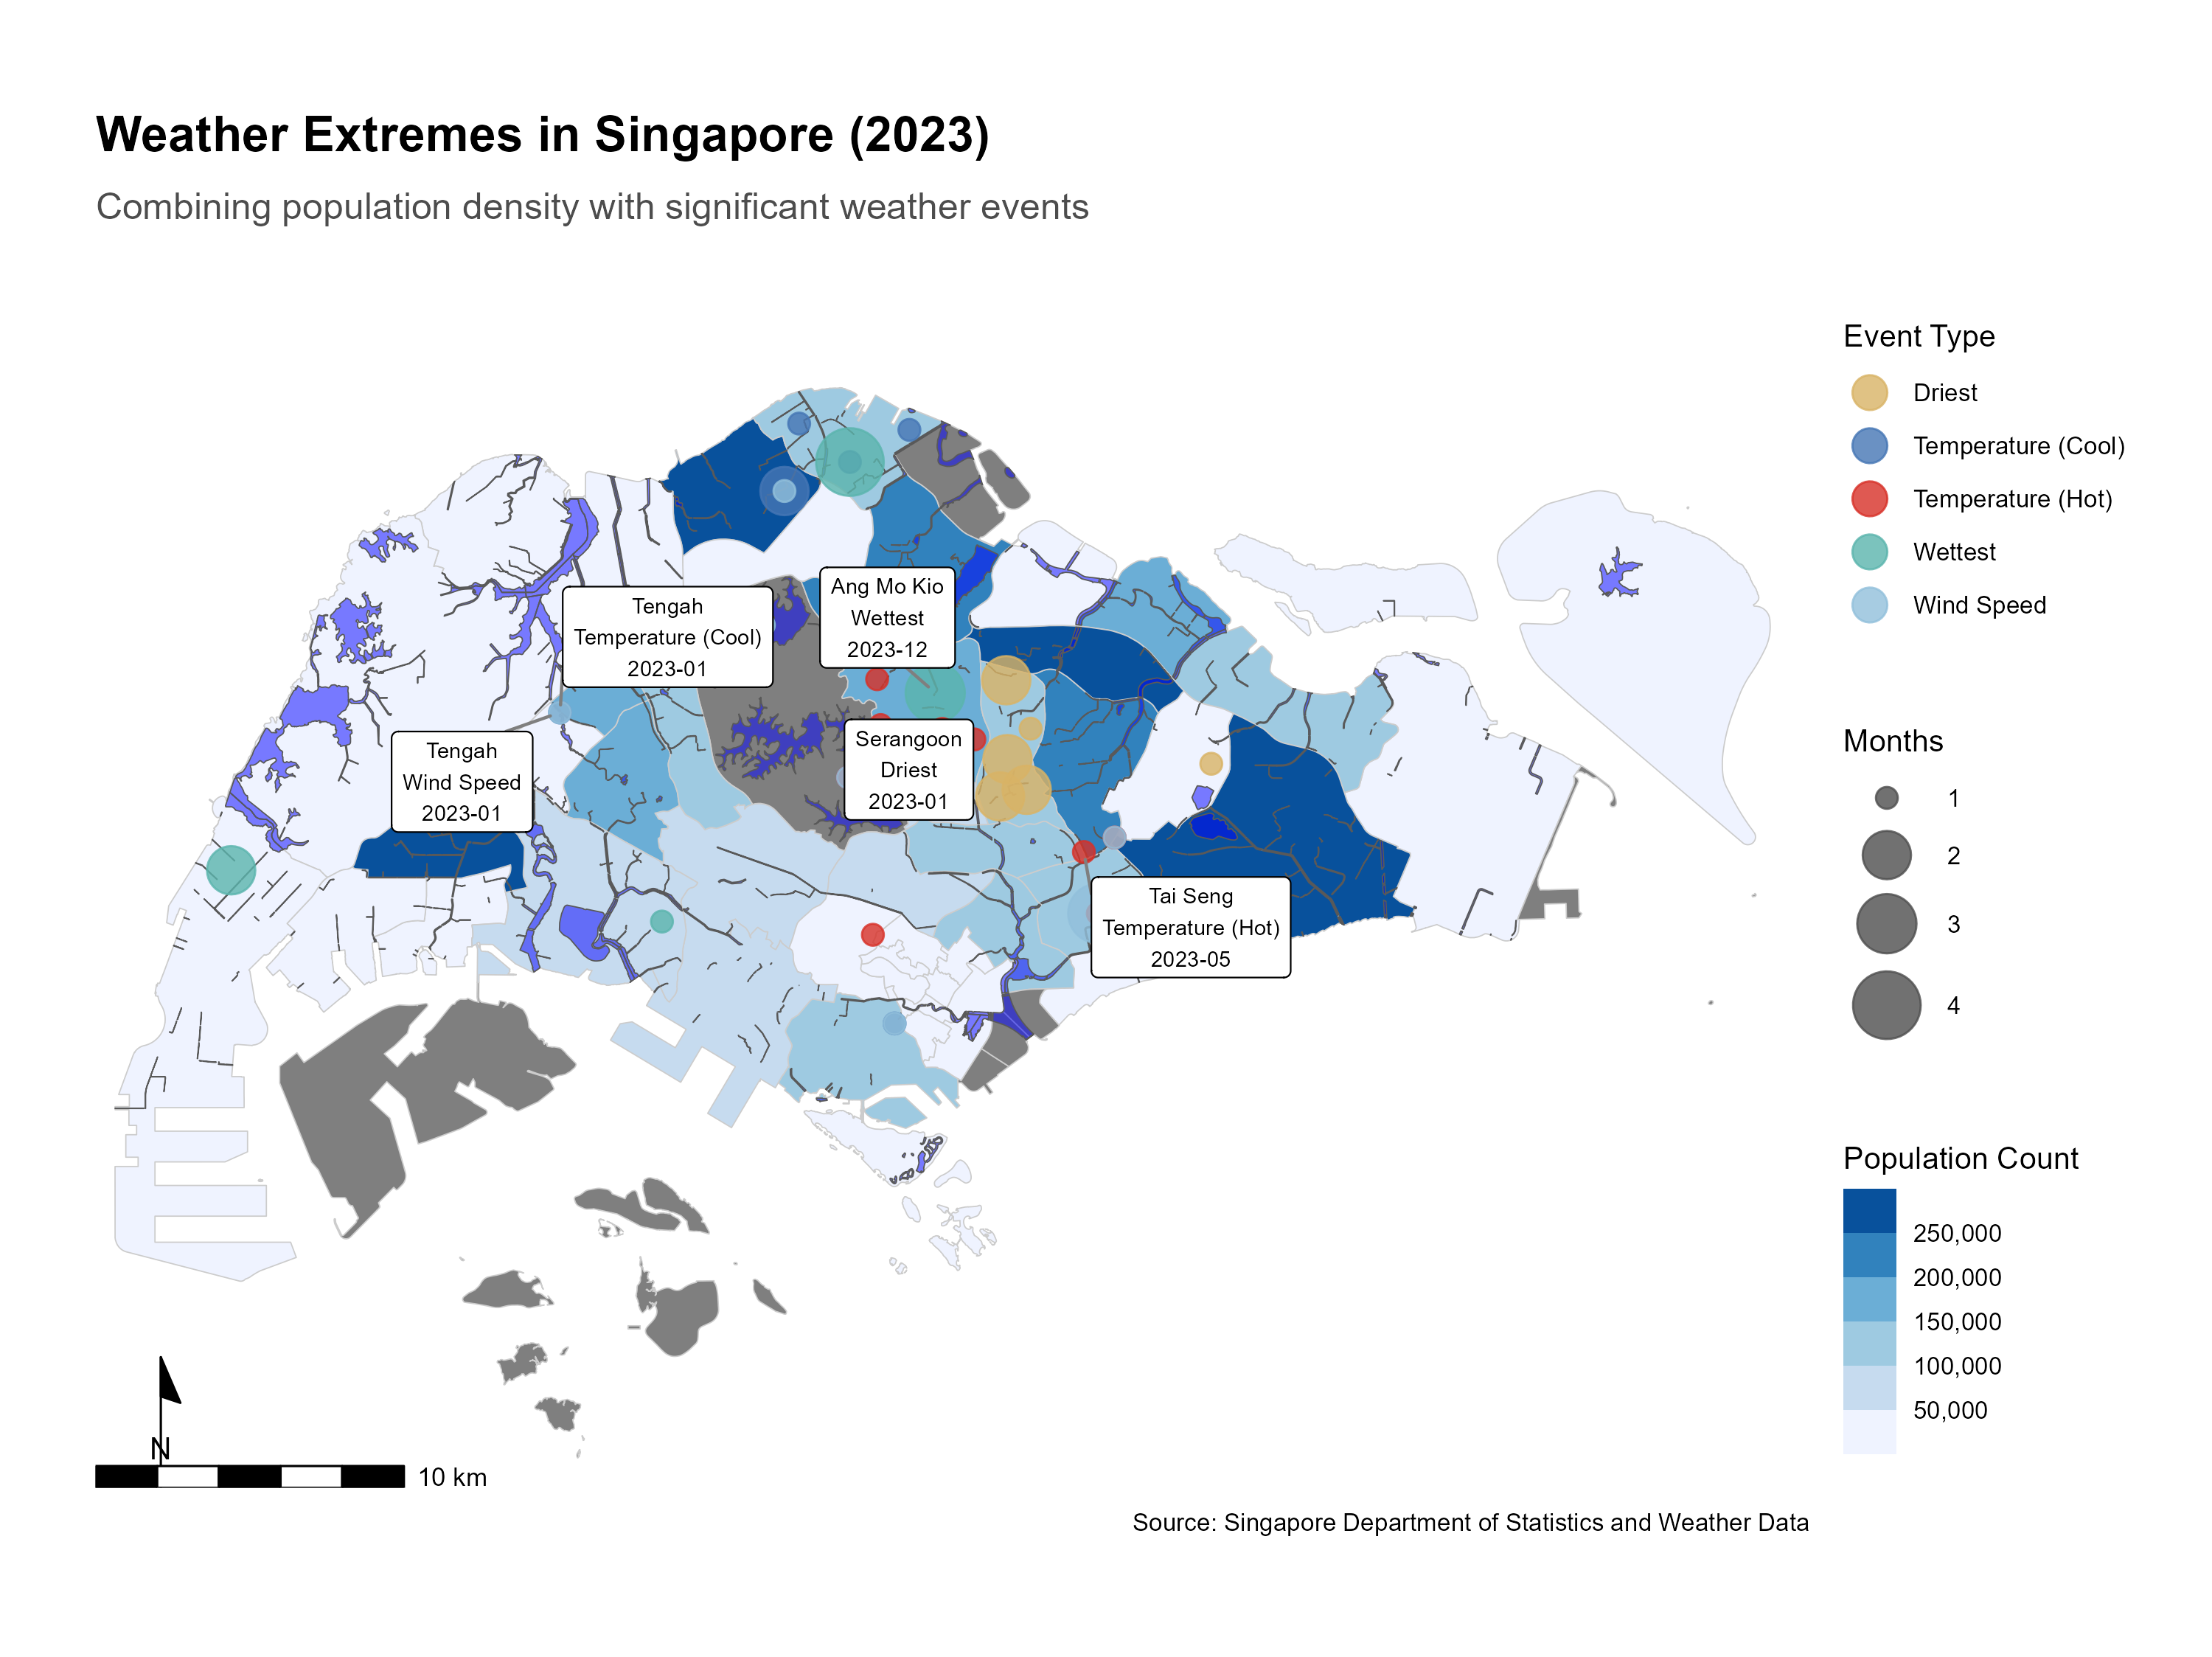 Weather Extremes in Singapore (2023)
Combining population density with significant weather events
Event Type
Driest
Temperature (Cool)
Temperature (Hot)
Wettest
Wind Speed
Tengah
Temperature (Cool)
2023-01
Ang Mo Kio
Wettest
2023-12
Tengah
Wind Speed
2023-01
Serangoon
Driest
2023-01
Tai Seng
Temperature (Hot)
2023-05
Months
1
2
3
4
Population Count
250,000
200,000
150,000
100,000
50,000
N
10 km
Source: Singapore Department of Statistics and Weather Data